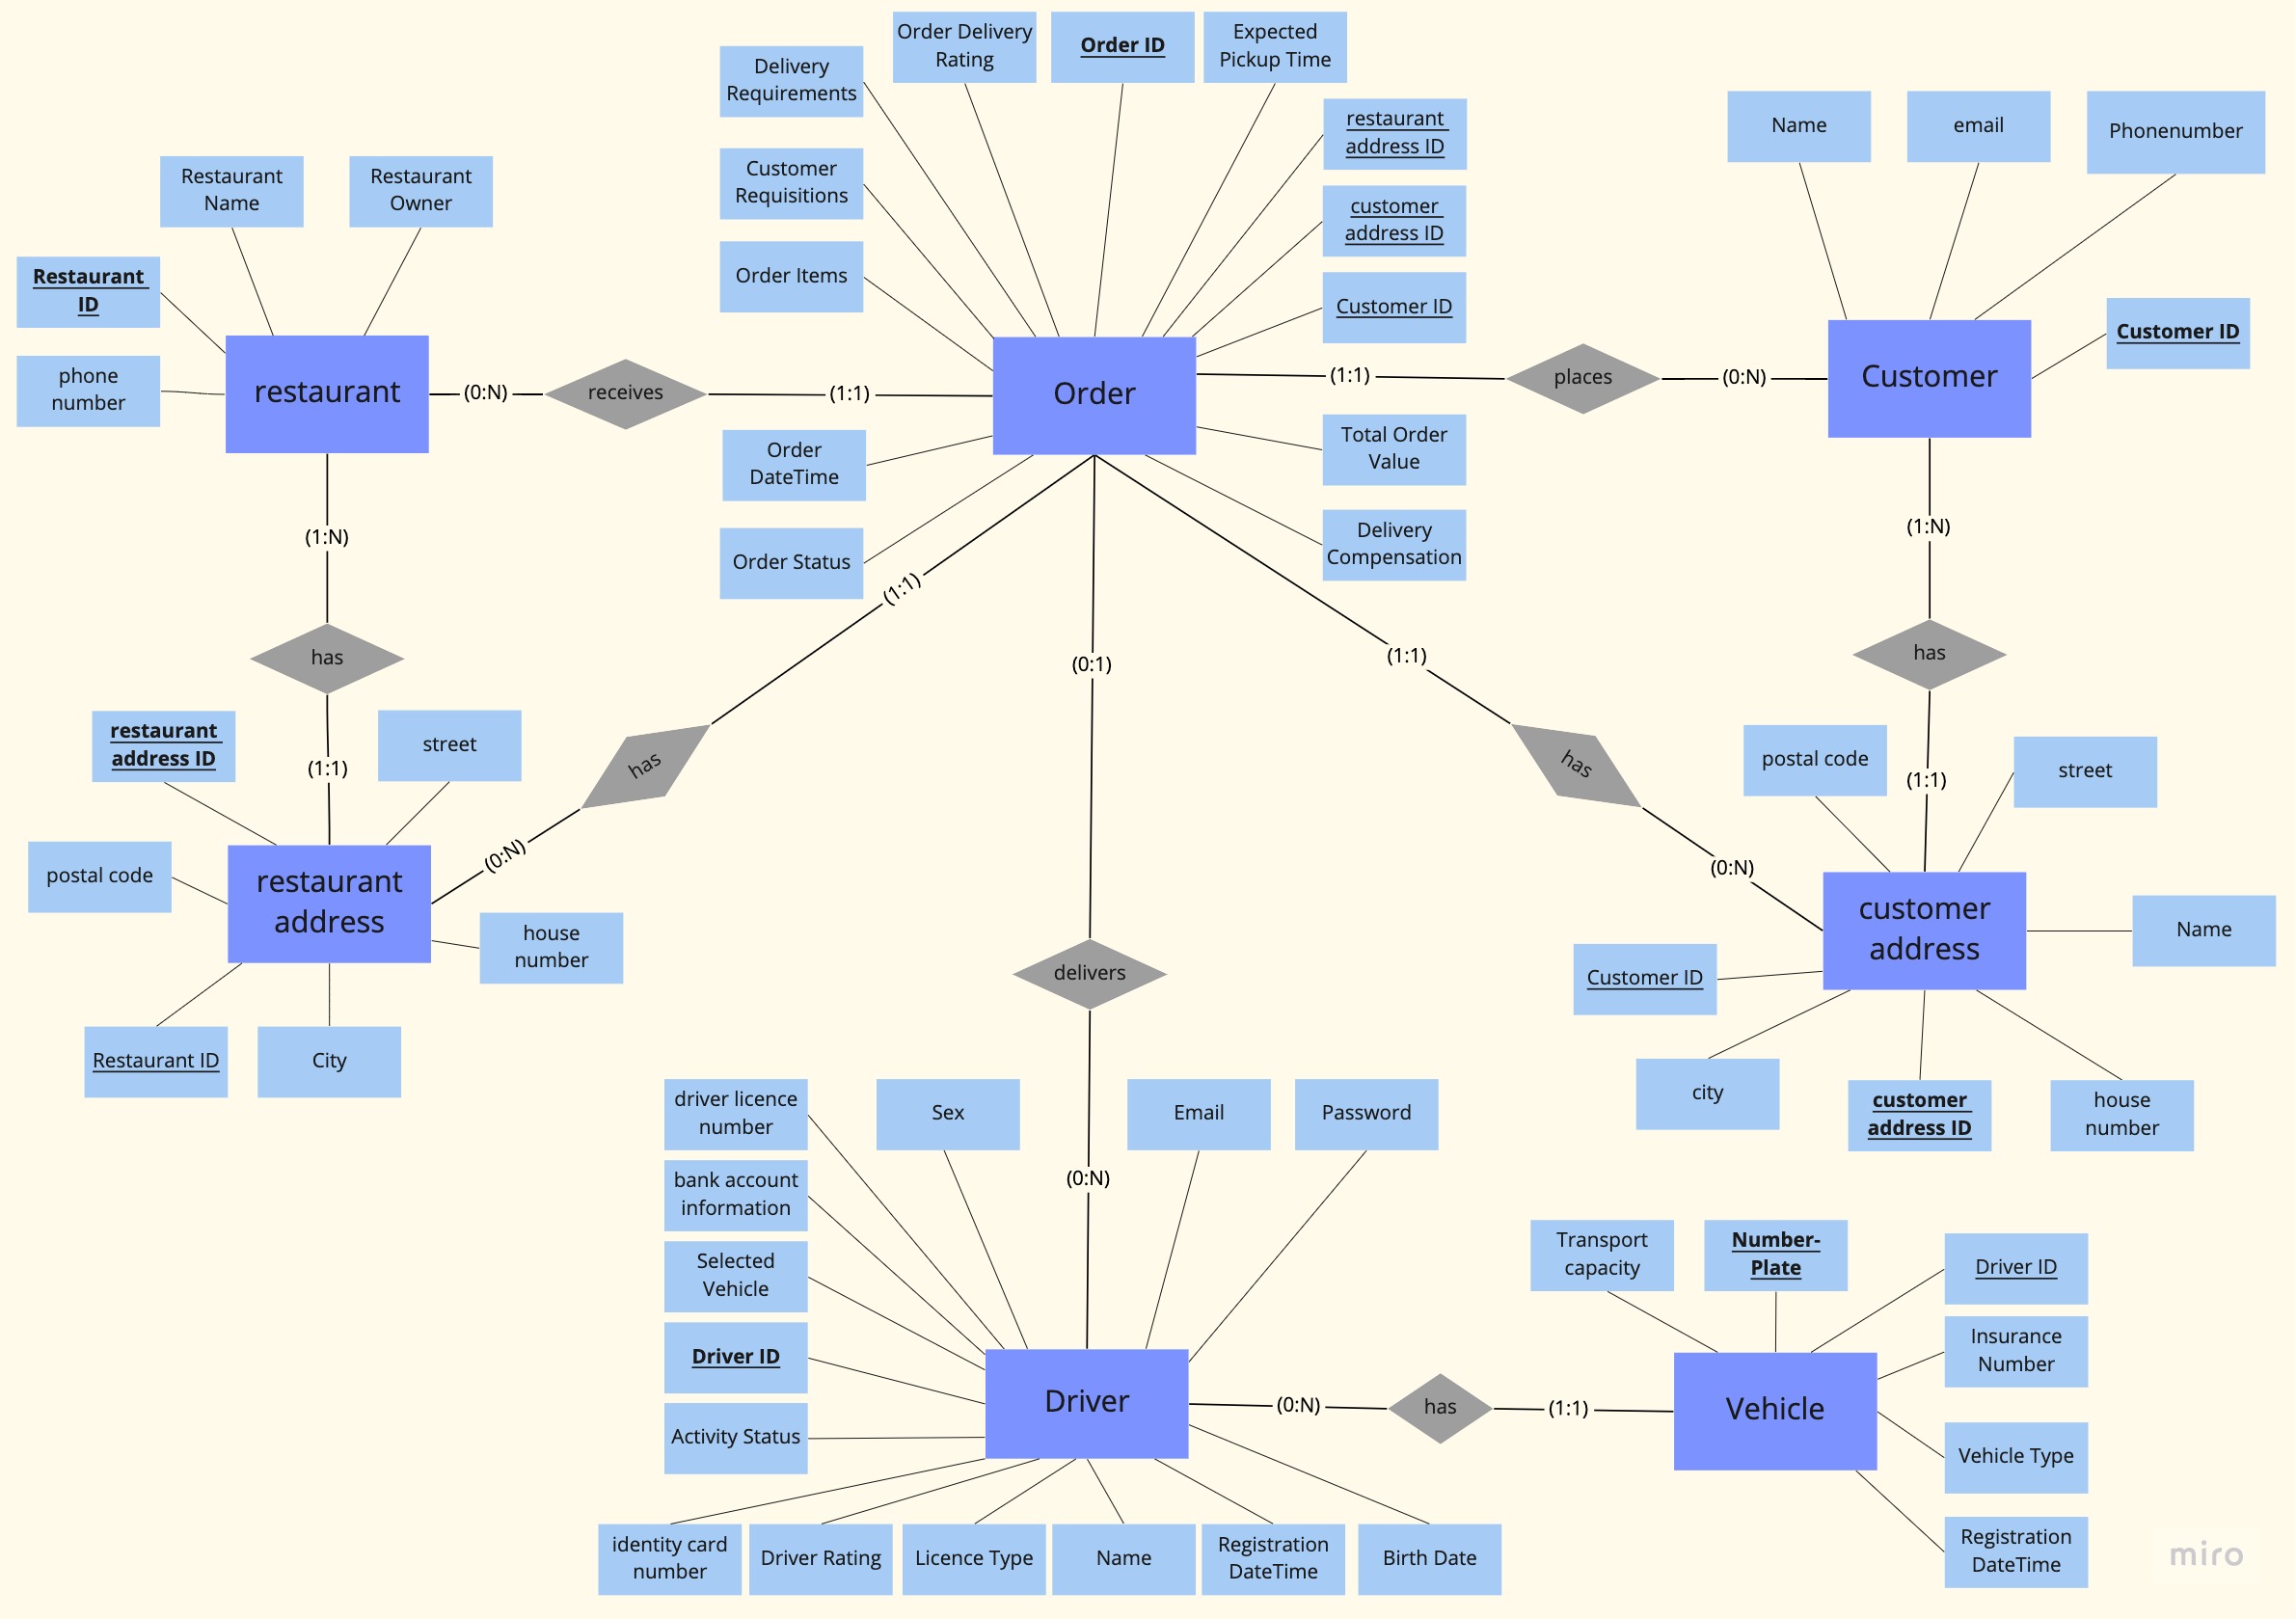 Order Delivery
Rating
Order ID
Expected
Pickup Time
Delivery
Requirements
restaurant
address ID
Name
email
Phonenumber
Customer
Requisitions
Restaurant
Name
Restaurant
Owner
customer
address ID
Order Items
Restaurant
ID
Customer ID
Customer ID
phone
number
restaurant
(0:N)
receives
(1:1)
Order
(1:1)
places
(0:N)
Customer
Order
DateTime
Total Order
Value
Order Status
Delivery
Compensation
(1:N)
(1:1)
(0:1)
(1:1)
(1:N)
has
has
restaurant
address ID
street
(1:1)
has
has
postal code
street
(1:1)
postal code
restaurant
address
(0:N)
(0:N)
customer
address
Name
house
number
delivers
Customer ID
Restaurant ID
City
city
customer
address ID
house
number
driver licence
number
Sex
Email
Password
(0:N)
bank account
information
Selected
Vehicle
Transport
capacity
Number-
Plate
Driver ID
Driver ID
Insurance
Number
Activity Status
Driver
(0:N)
has
(1:1)
Vehicle
Vehicle Type
identity card
number
Driver Rating
Licence Type
Name
Registration
DateTime
Birth Date
Registration
DateTime
miro